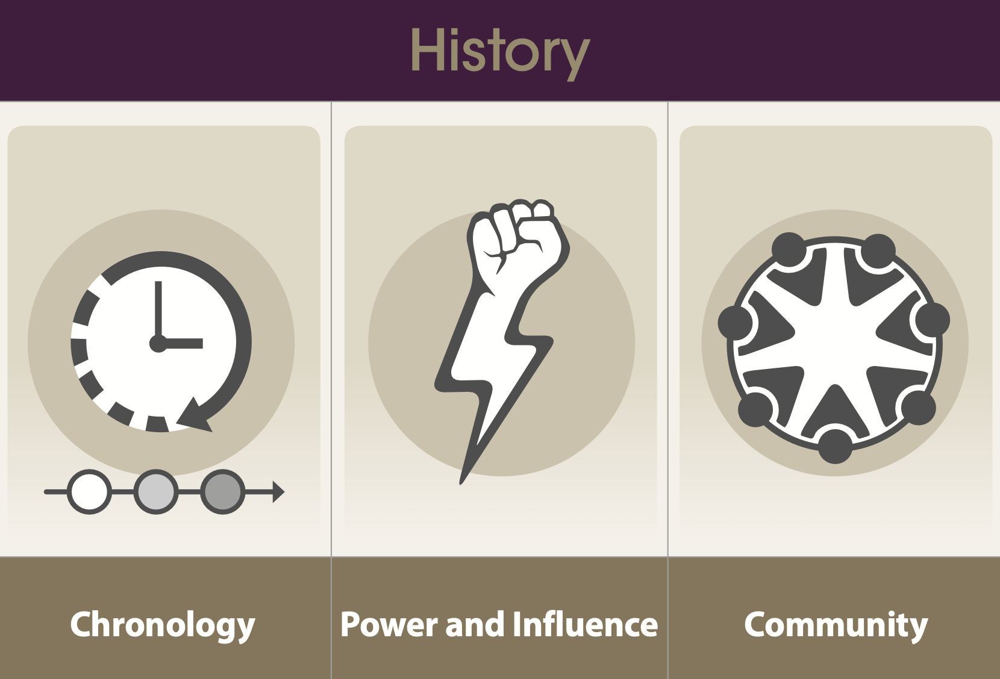 History
Chronology
Power and Influence
Community